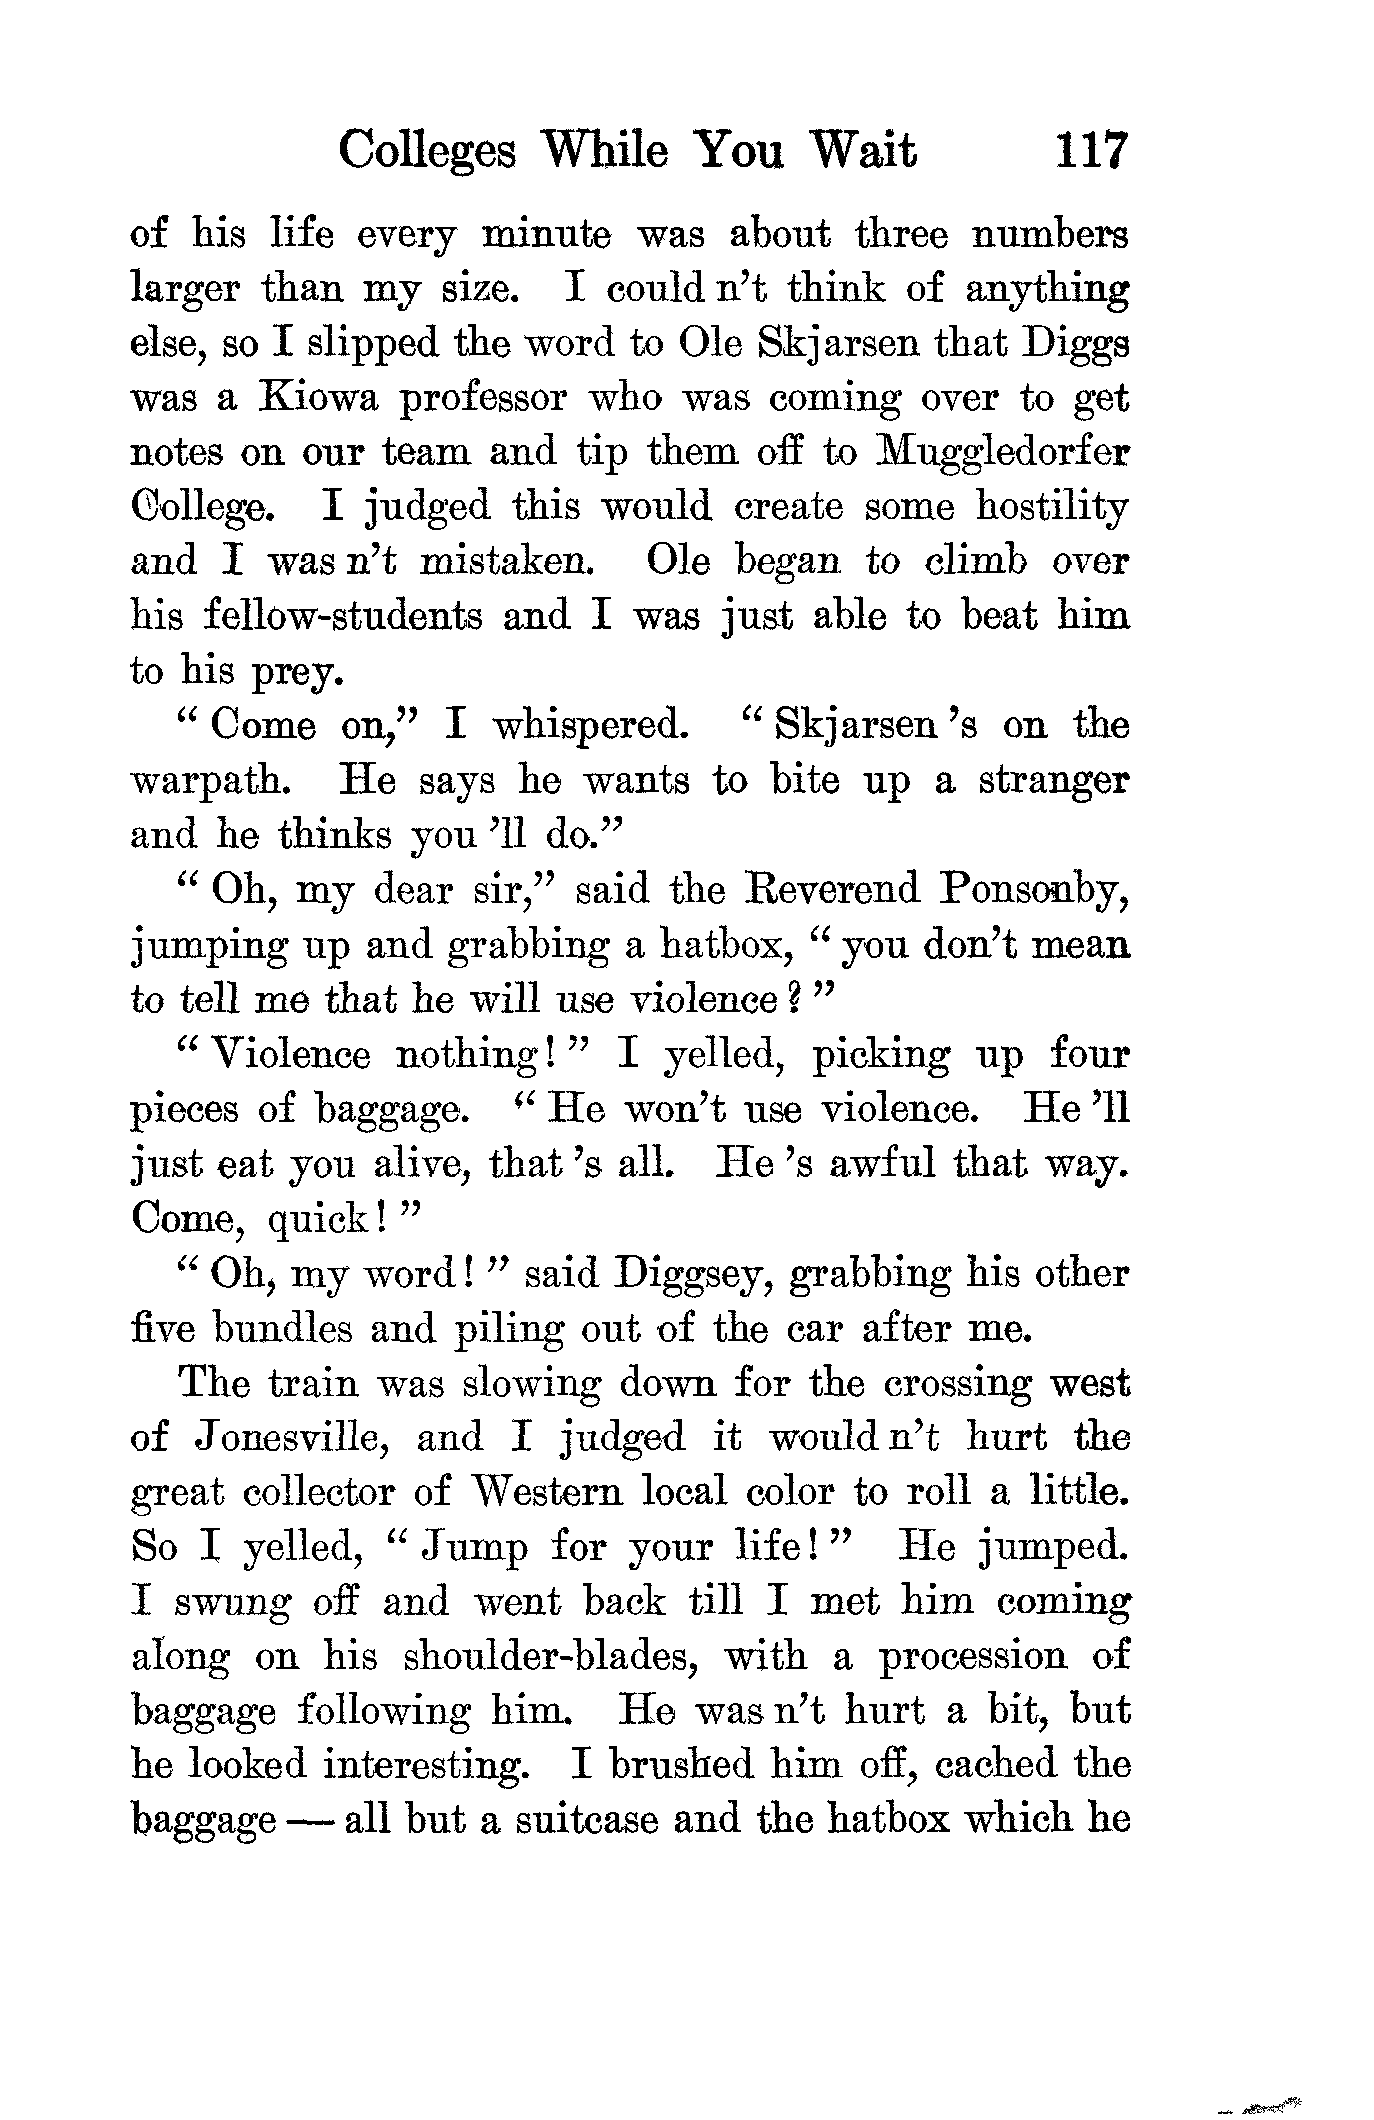 Colleges While You Wait 117
of his life every minute was about three numbers
larger than my size. I could n't think of anything
else, so I slipped the word to Ole Skjarsen that Diggs
was a Kiowa professor who was coming over to get
notes on our team and tip them off to Muggledorfer
College. I judged this would create some hostility
and I was n't mistaken. Ole began to climb over
his fellow-students and I was just able to beat him
to his prey.
“ Come on,” I whispered. “ Skjarsen 's on the
warpath. He says he wants to bite up a stranger
and he thinks you 'll do.”
“ Oh, my dear sir,” said the Reverend Ponsonby,
jumping up and grabbing a hatbox, “ you don't mean
to tell me that he will use violence ? ”
“ Violence nothing! ” I yelled, picking up four
pieces of baggage. “ He won't use violence. He 'll
just eat you alive, that 's all. He 's awful that way.
Come, quick! ”
“ Oh, my word! ” said Diggsey, grabbing his other
five bundles and piling out of the car after me.
The train was slowing down for the crossing west
of Jonesville, and I judged it would n't hurt the
great collector of Western local color to roll a little.
So I yelled, “ Jump for your life! ” He jumped.
I swung off and went back till I met him coming
along on his shoulder-blades, with a procession of
baggage following him. He was n't hurt a bit, but
he looked interesting. I brushed him off, cached the
baggage — all but a suitcase and the hatbox which he